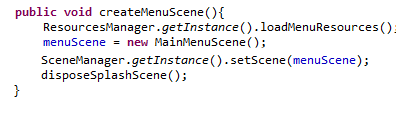 public void createMenuScene(){
ResourcesManager.getInstance().loadMenuResources();
menuScene = new MainMenuScene();
SceneManager.getInstance().setScene(menuScene);
disposeSplashScene();
}